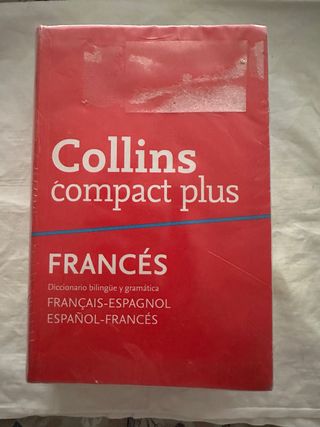 Collins
compact plus
FRANCÉS
Diccionario bilingüe y gramática
FRANÇAIS-ESPAGNOL
ESPAÑOL-FRANCÉS